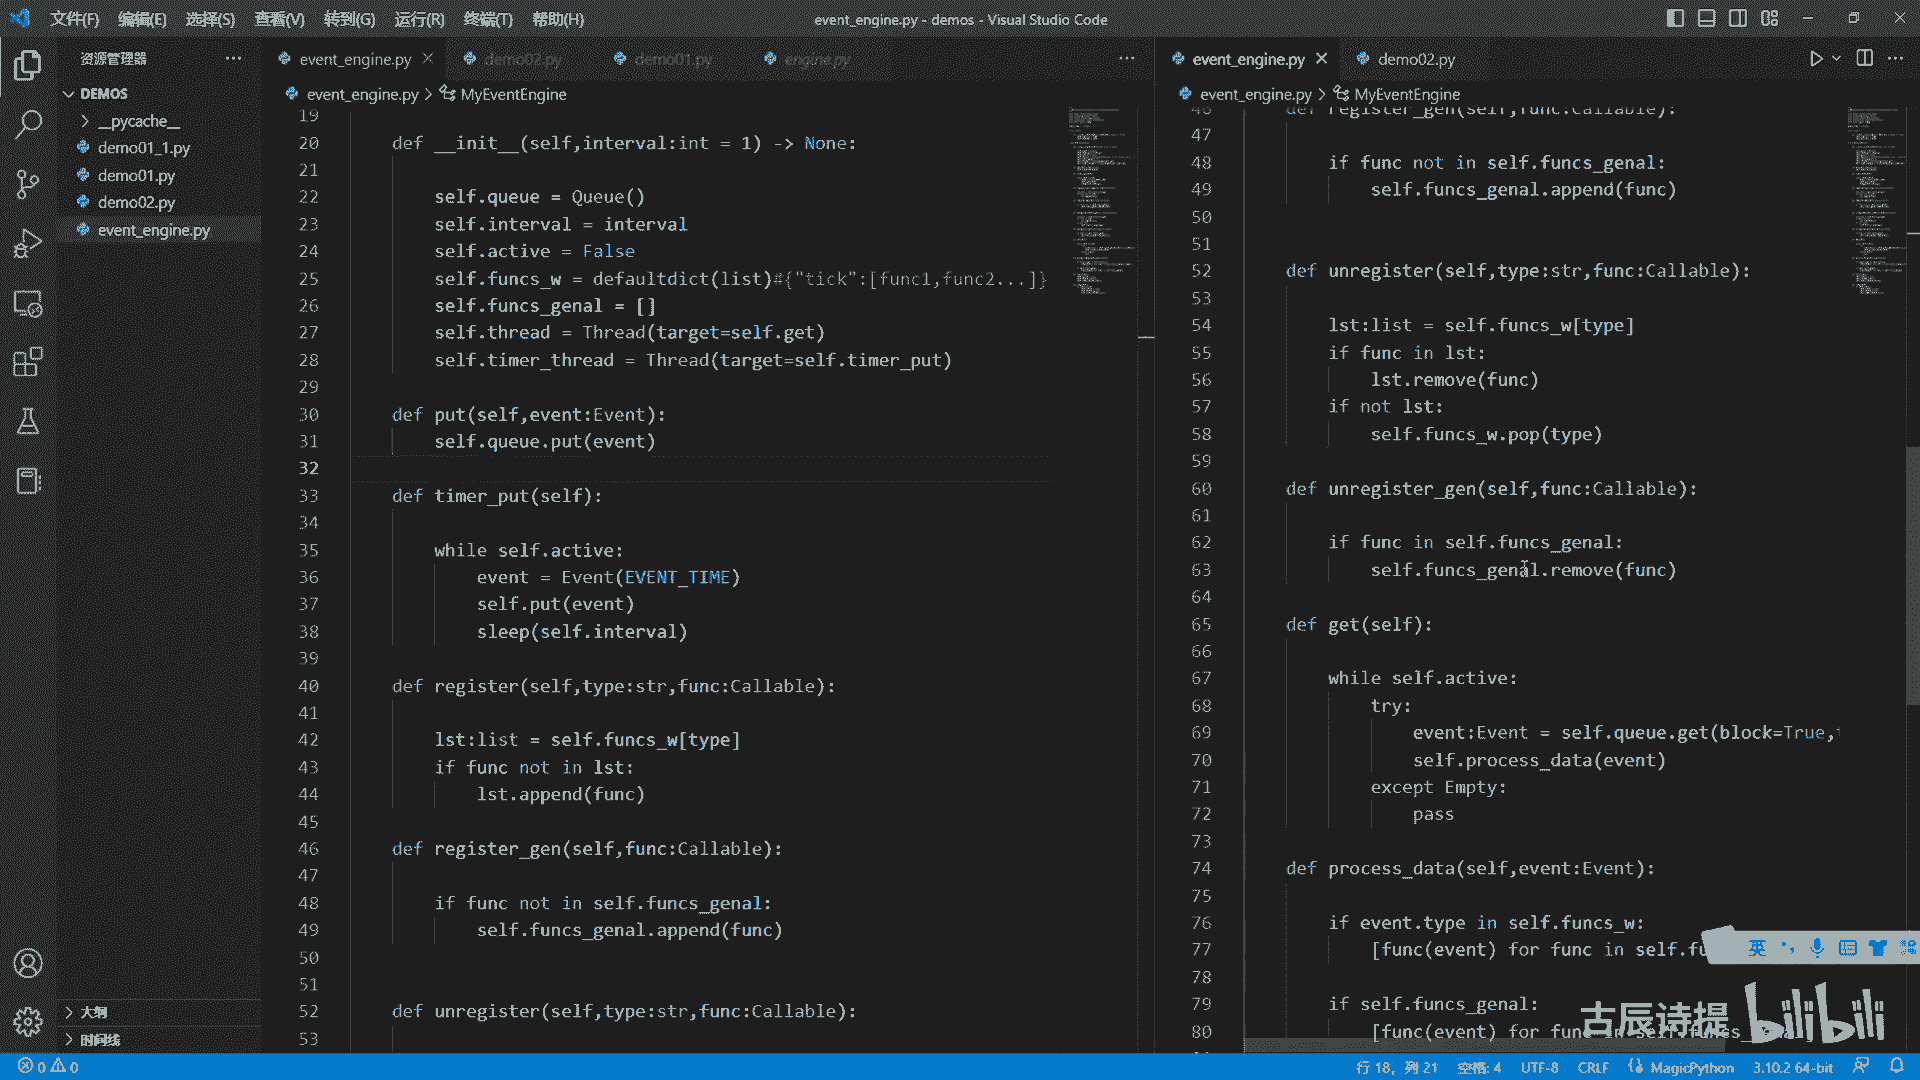 文件(F) 编辑(E) 选择(S) 查看(V) 转到(G) 运行(R) 终端(T) 帮助(H)
event_engine.py - demos - Visual Studio Code
资源管理器
DEMOS
__pycache__
demo01_1.py
demo01.py
demo02.py
event_engine.py
大纲
时间线
event_engine.py demo02.py demo01.py engine.py
event_engine.py > MyEventEngine
19
20 def __init__(self,interval:int = 1) -> None:
21
22 self.queue = Queue()
23 self.interval = interval
24 self.active = False
25 self.funcs_w = defaultdict(list)#{"tick":[func1,func2...]}
26 self.funcs_genal = []
27 self.thread = Thread(target=self.get)
28 self.timer_thread = Thread(target=self.timer_put)
29
30 def put(self,event:Event):
31 self.queue.put(event)
32
33 def timer_put(self):
34
35 while self.active:
36 event = Event(EVENT_TIME)
37 self.put(event)
38 sleep(self.interval)
39
40 def register(self,type:str,func:Callable):
41
42 lst:list = self.funcs_w[type]
43 if func not in lst:
44 lst.append(func)
45
46 def register_gen(self,func:Callable):
47
48 if func not in self.funcs_genal:
49 self.funcs_genal.append(func)
50
51
52 def unregister(self,type:str,func:Callable):
53
event_engine.py demo02.py
event_engine.py > MyEventEngine
46 def register_gen(self,func:Callable):
47
48 if func not in self.funcs_genal:
49 self.funcs_genal.append(func)
50
51
52 def unregister(self,type:str,func:Callable):
53
54 lst:list = self.funcs_w[type]
55 if func in lst:
56 lst.remove(func)
57 if not lst:
58 self.funcs_w.pop(type)
59
60 def unregister_gen(self,func:Callable):
61
62 if func in self.funcs_genal:
63 self.funcs_genal.remove(func)
64
65 def get(self):
66
67 while self.active:
68 try:
69 event:Event = self.queue.get(block=True,
70 self.process_data(event)
71 except Empty:
72 pass
73
74 def process_data(self,event:Event):
75
76 if event.type in self.funcs_w:
77 [func(event) for func in self.fu
78
79 if self.funcs_genal:
80 [func(event) for func in self.funcs_
英
古辰诗提 bilibili
0 0
行 18, 列 21 空格: 4 UTF-8 CRLF MagicPython 3.10.2 64-bit